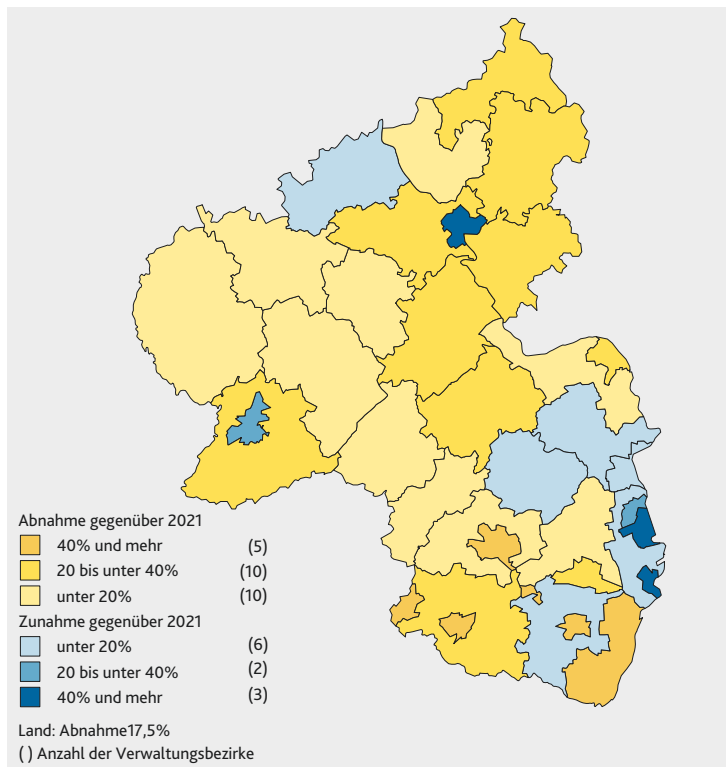 Abnahme gegenüber 2021
40% und mehr (5)
20 bis unter 40% (10)
unter 20% (10)
Zunahme gegenüber 2021
unter 20% (6)
20 bis unter 40% (2)
40% und mehr (3)
Land: Abnahme17,5%
( ) Anzahl der Verwaltungsbezirke